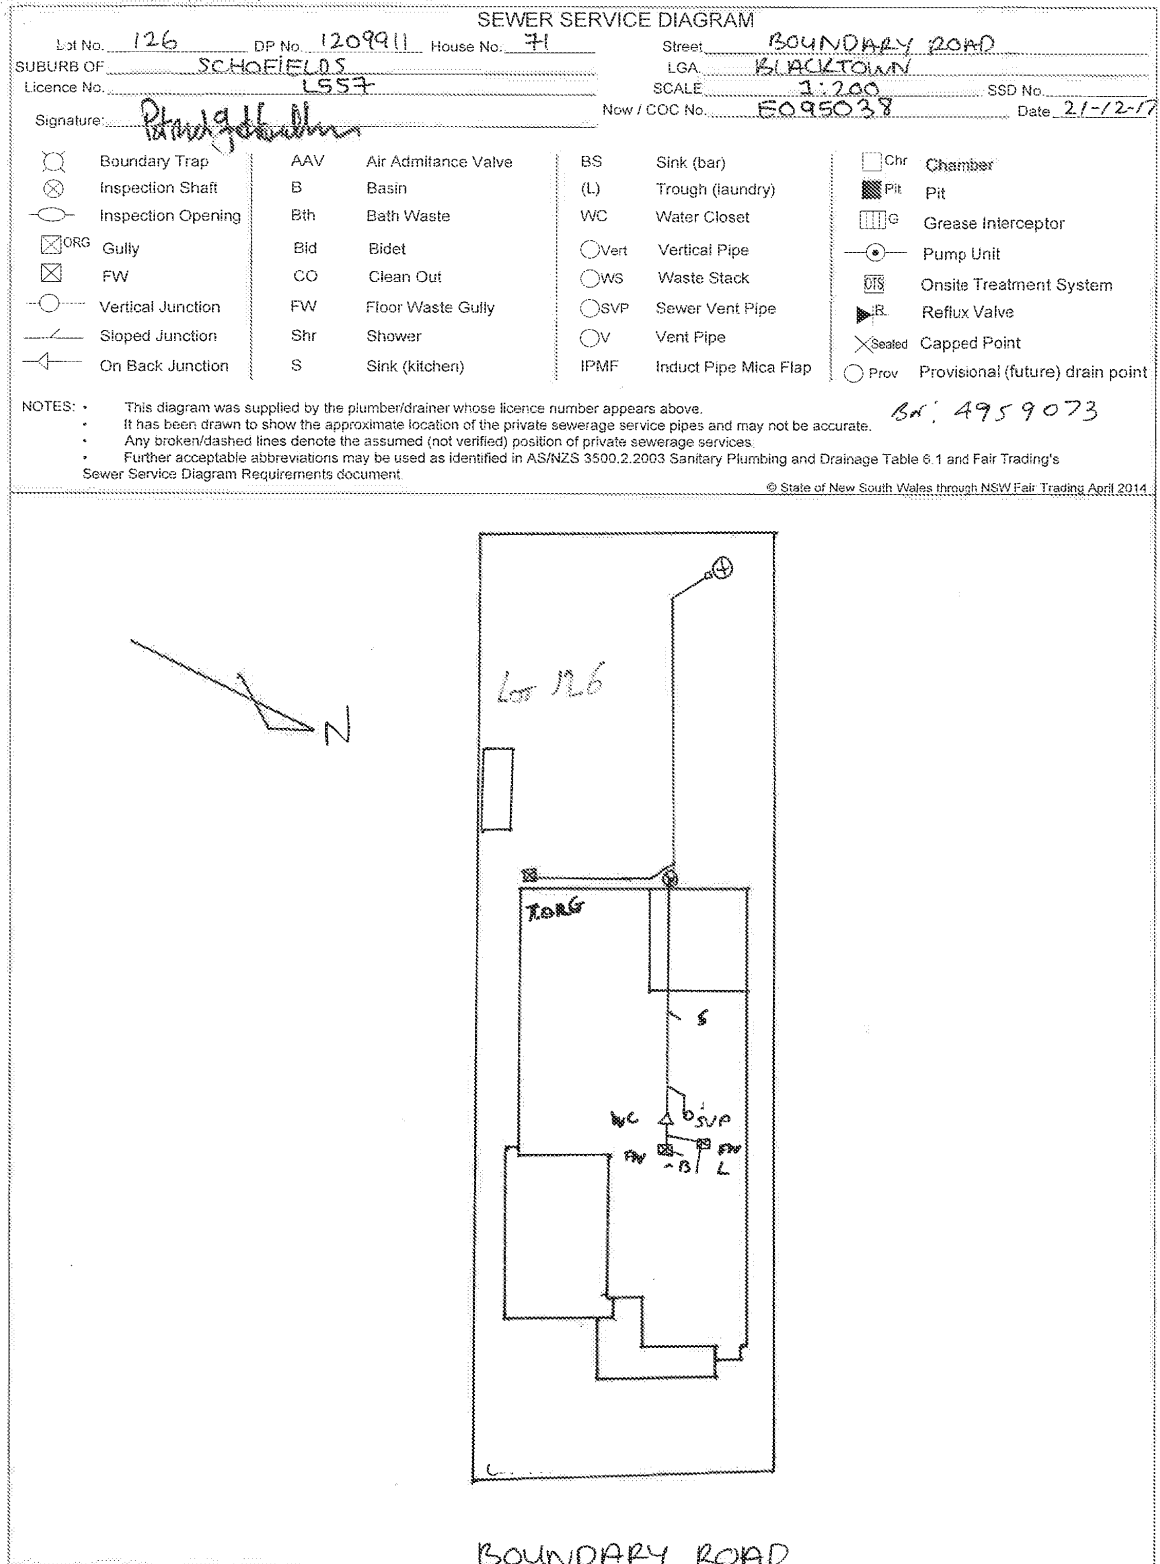 SEWER SERVICE DIAGRAM
Lot No. 126 DP No. 1209911 House No. 71 Street BOUNDARY ROAD
SUBURB OF SCHOFIELDS LGA BLACKTOWN
Licence No. L557 SCALE 1:200 SSD No.
Signature: Now / COC No. E095038 Date 21-12-17
Boundary Trap AAV Air Admitance Valve BS Sink (bar) Chr Chamber
Inspection Shaft B Basin (L) Trough (laundry) Pit Pit
Inspection Opening Bth Bath Waste WC Water Closet G Grease Interceptor
ORG Gully Bid Bidet Vert Vertical Pipe Pump Unit
FW CO Clean Out WS Waste Stack OTS Onsite Treatment System
Vertical Junction FW Floor Waste Gully SVP Sewer Vent Pipe R Reflux Valve
Sloped Junction Shr Shower V Vent Pipe Sealed Capped Point
On Back Junction S Sink (kitchen) IPMF Induct Pipe Mica Flap Prov Provisional (future) drain point
NOTES: • This diagram was supplied by the plumber/drainer whose licence number appears above.
BN: 4959073
• It has been drawn to show the approximate location of the private sewerage service pipes and may not be accurate.
• Any broken/dashed lines denote the assumed (not verified) position of private sewerage services.
• Further acceptable abbreviations may be used as identified in AS/NZS 3500.2.2003 Sanitary Plumbing and Drainage Table 6.1 and Fair Trading's
Sewer Service Diagram Requirements document
© State of New South Wales through NSW Fair Trading April 2014
Lot 126
N
ORG
S
WC SVP
FW B FW
L
BOUNDARY ROAD